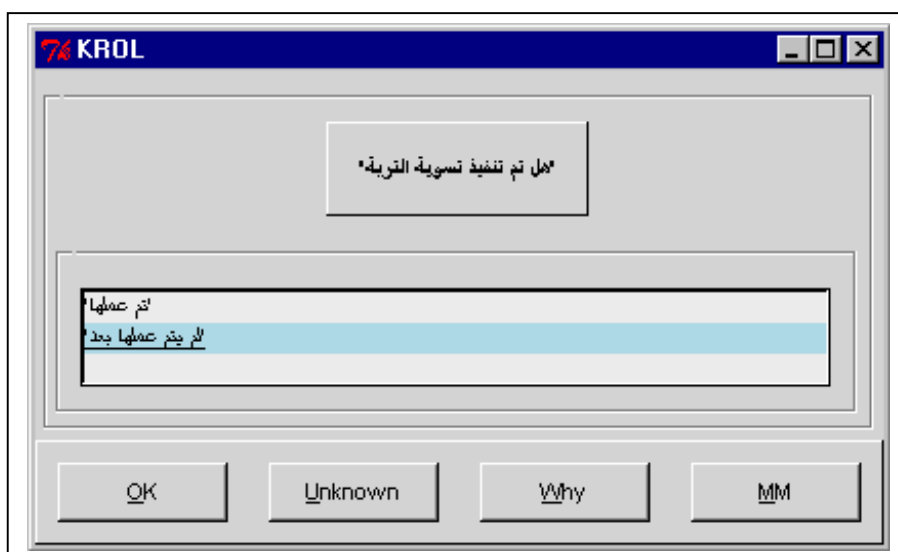 KROL
"هل تم تنفيذ تسوية التربة"
'تم عملها'
'لم يتم عملها بعد'
OK
Unknown
Why
MM